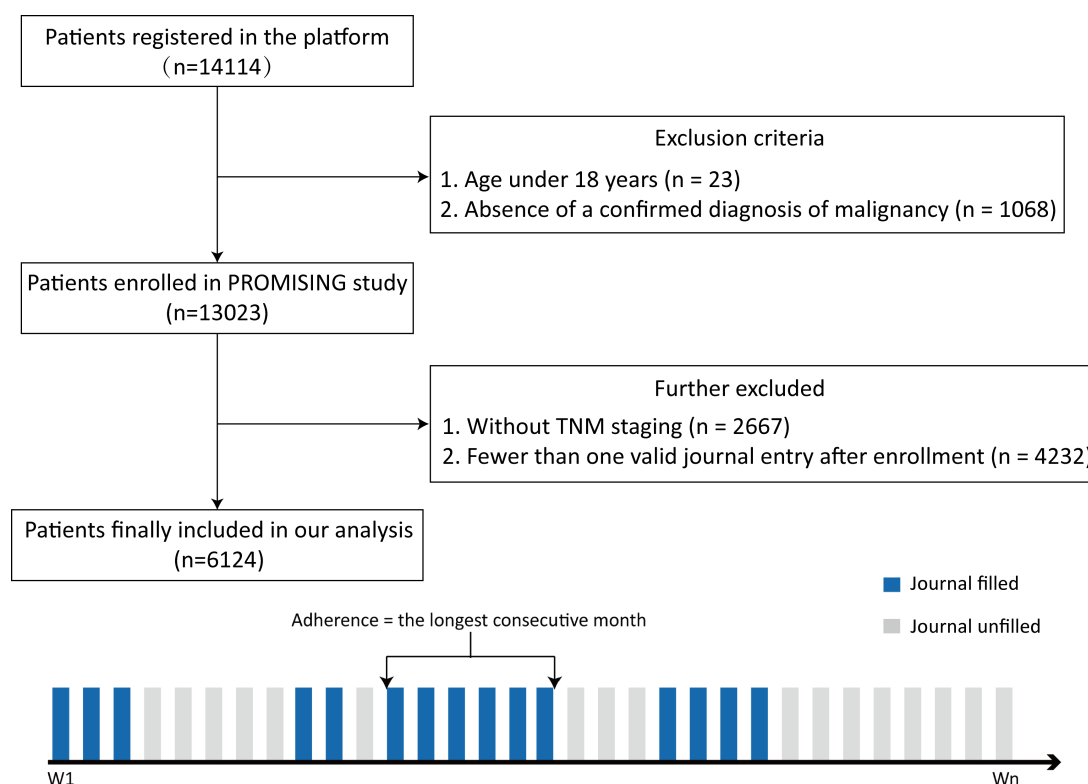 Patients registered in the platform
（n=14114）
Exclusion criteria
1. Age under 18 years (n = 23)
2. Absence of a confirmed diagnosis of malignancy (n = 1068)
Patients enrolled in PROMISING study
(n=13023)
Further excluded
1. Without TNM staging (n = 2667)
2. Fewer than one valid journal entry after enrollment (n = 4232)
Patients finally included in our analysis
(n=6124)
Journal filled
Journal unfilled
Adherence = the longest consecutive month
W1
Wn